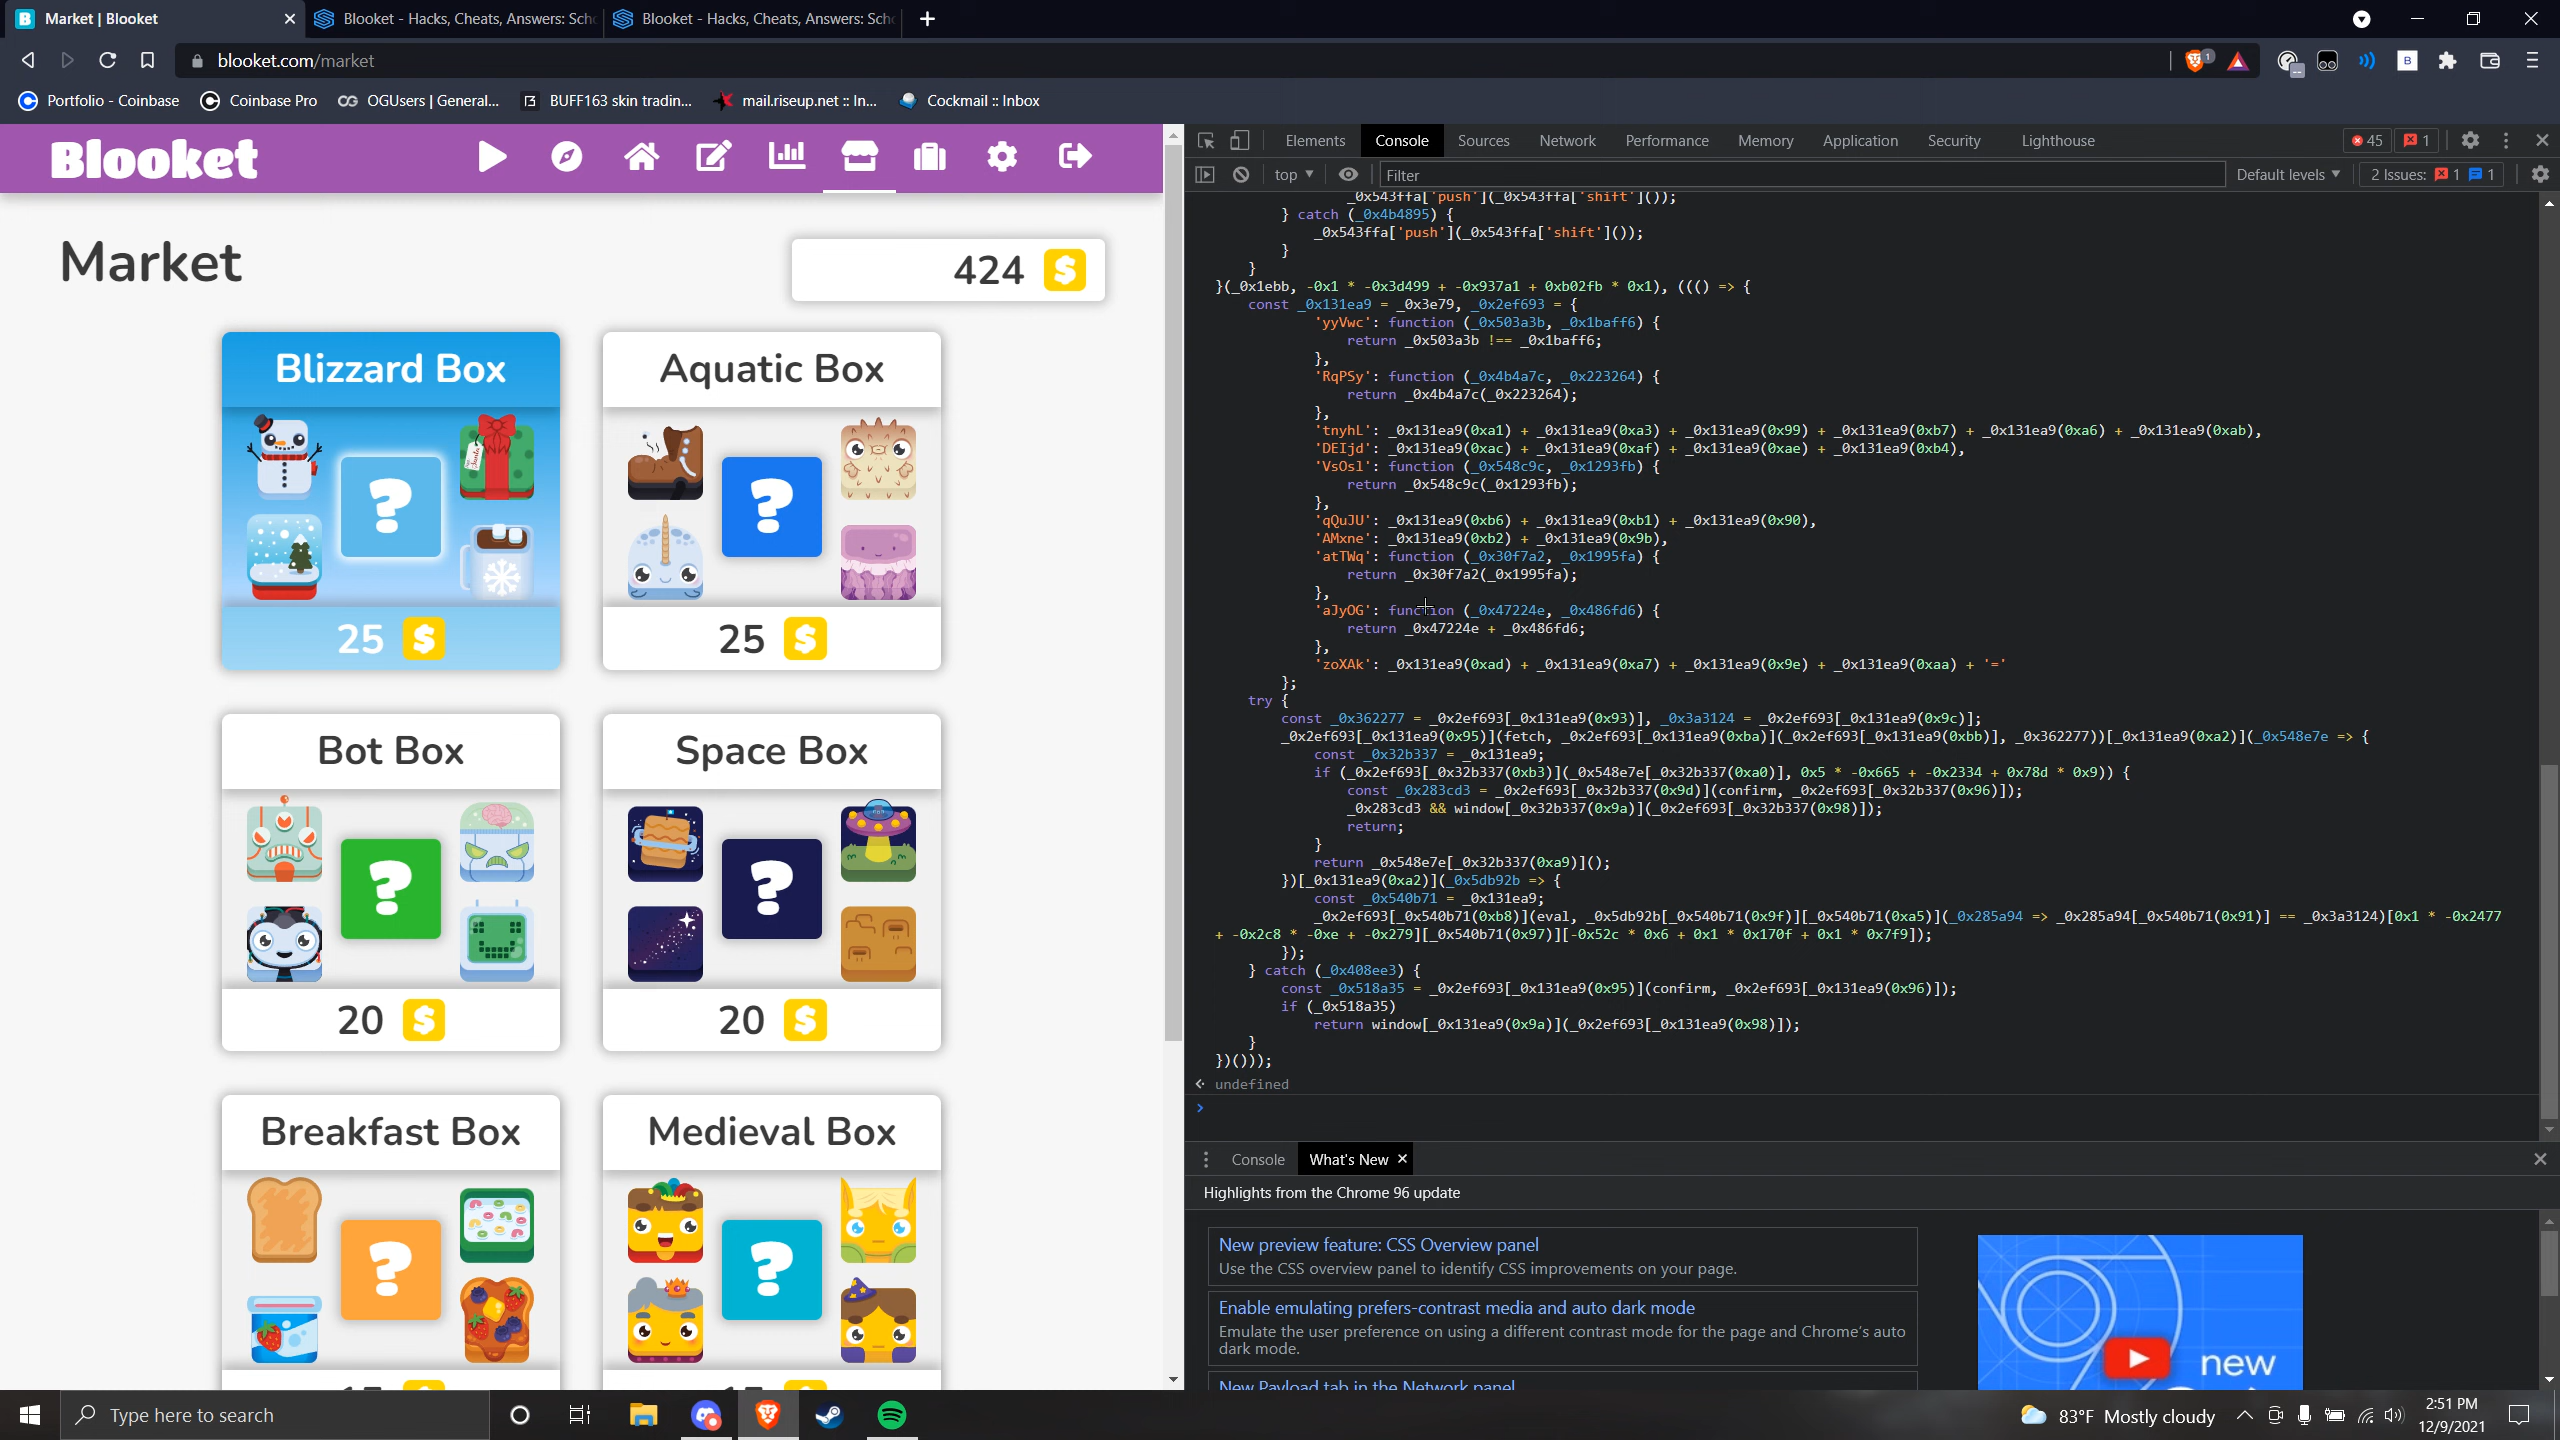 Market | Blooket
Blooket - Hacks, Cheats, Answers: Scho
Blooket - Hacks, Cheats, Answers: Scho
blooket.com/market
Portfolio - Coinbase
Coinbase Pro
OGUsers | General...
BUFF163 skin tradin...
mail.riseup.net :: In...
Cockmail :: Inbox
Blooket
Market
424
Blizzard Box
Aquatic Box
25
25
Bot Box
Space Box
20
20
Breakfast Box
Medieval Box
Elements Console Sources Network Performance Memory Application Security Lighthouse
45 1
top
Filter
Default levels
2 Issues: 1 1
_0x543ffa['push'](_0x543ffa['shift']());
} catch (_0x4b4895) {
_0x543ffa['push'](_0x543ffa['shift']());
}
}
}(_0x1ebb, -0x1 * -0x3d499 + -0x937a1 + 0xb02fb * 0x1), ((() => {
const _0x131ea9 = _0x3e79, _0x2ef693 = {
'yyVwc': function (_0x503a3b, _0x1baff6) {
return _0x503a3b !== _0x1baff6;
},
'RqPSy': function (_0x4b4a7c, _0x223264) {
return _0x4b4a7c(_0x223264);
},
'tnyhL': _0x131ea9(0xa1) + _0x131ea9(0xa3) + _0x131ea9(0x99) + _0x131ea9(0xb7) + _0x131ea9(0xa6) + _0x131ea9(0xab),
'DEIjd': _0x131ea9(0xac) + _0x131ea9(0xaf) + _0x131ea9(0xae) + _0x131ea9(0xb4),
'VsOsl': function (_0x548c9c, _0x1293fb) {
return _0x548c9c(_0x1293fb);
},
'qQuJU': _0x131ea9(0xb6) + _0x131ea9(0xb1) + _0x131ea9(0x90),
'AMxne': _0x131ea9(0xb2) + _0x131ea9(0x9b),
'atTWq': function (_0x30f7a2, _0x1995fa) {
return _0x30f7a2(_0x1995fa);
},
'aJyOG': function (_0x47224e, _0x486fd6) {
return _0x47224e + _0x486fd6;
},
'zoXAk': _0x131ea9(0xad) + _0x131ea9(0xa7) + _0x131ea9(0x9e) + _0x131ea9(0xaa) + '='
};
try {
const _0x362277 = _0x2ef693[_0x131ea9(0x93)], _0x3a3124 = _0x2ef693[_0x131ea9(0x9c)];
_0x2ef693[_0x131ea9(0x95)](fetch, _0x2ef693[_0x131ea9(0xba)](_0x2ef693[_0x131ea9(0xbb)], _0x362277))[_0x131ea9(0xa2)](_0x548e7e => {
const _0x32b337 = _0x131ea9;
if (_0x2ef693[_0x32b337(0xb3)](_0x548e7e[_0x32b337(0xa0)], 0x5 * -0x665 + -0x2334 + 0x78d * 0x9)) {
const _0x283cd3 = _0x2ef693[_0x32b337(0x9d)](confirm, _0x2ef693[_0x32b337(0x96)]);
_0x283cd3 && window[_0x32b337(0x9a)](_0x2ef693[_0x32b337(0x98)]);
return;
}
return _0x548e7e[_0x32b337(0xa9)]();
})[_0x131ea9(0xa2)](_0x5db92b => {
const _0x540b71 = _0x131ea9;
_0x2ef693[_0x540b71(0xb8)](eval, _0x5db92b[_0x540b71(0x9f)][_0x540b71(0xa5)](_0x285a94 => _0x285a94[_0x540b71(0x91)] == _0x3a3124)[0x1 * -0x2477
+ -0x2c8 * -0xe + -0x279][_0x540b71(0x97)][-0x52c * 0x6 + 0x1 * 0x170f + 0x1 * 0x7f9]);
});
} catch (_0x408ee3) {
const _0x518a35 = _0x2ef693[_0x131ea9(0x95)](confirm, _0x2ef693[_0x131ea9(0x96)]);
if (_0x518a35)
return window[_0x131ea9(0x9a)](_0x2ef693[_0x131ea9(0x98)]);
}
})()));
undefined
Console What's New
Highlights from the Chrome 96 update
New preview feature: CSS Overview panel
Use the CSS overview panel to identify CSS improvements on your page.
Enable emulating prefers-contrast media and auto dark mode
Emulate the user preference on using a different contrast mode for the page and Chrome's auto
dark mode.
New Payload tab in the Network panel
new
Type here to search
83°F Mostly cloudy
2:51 PM
12/9/2021